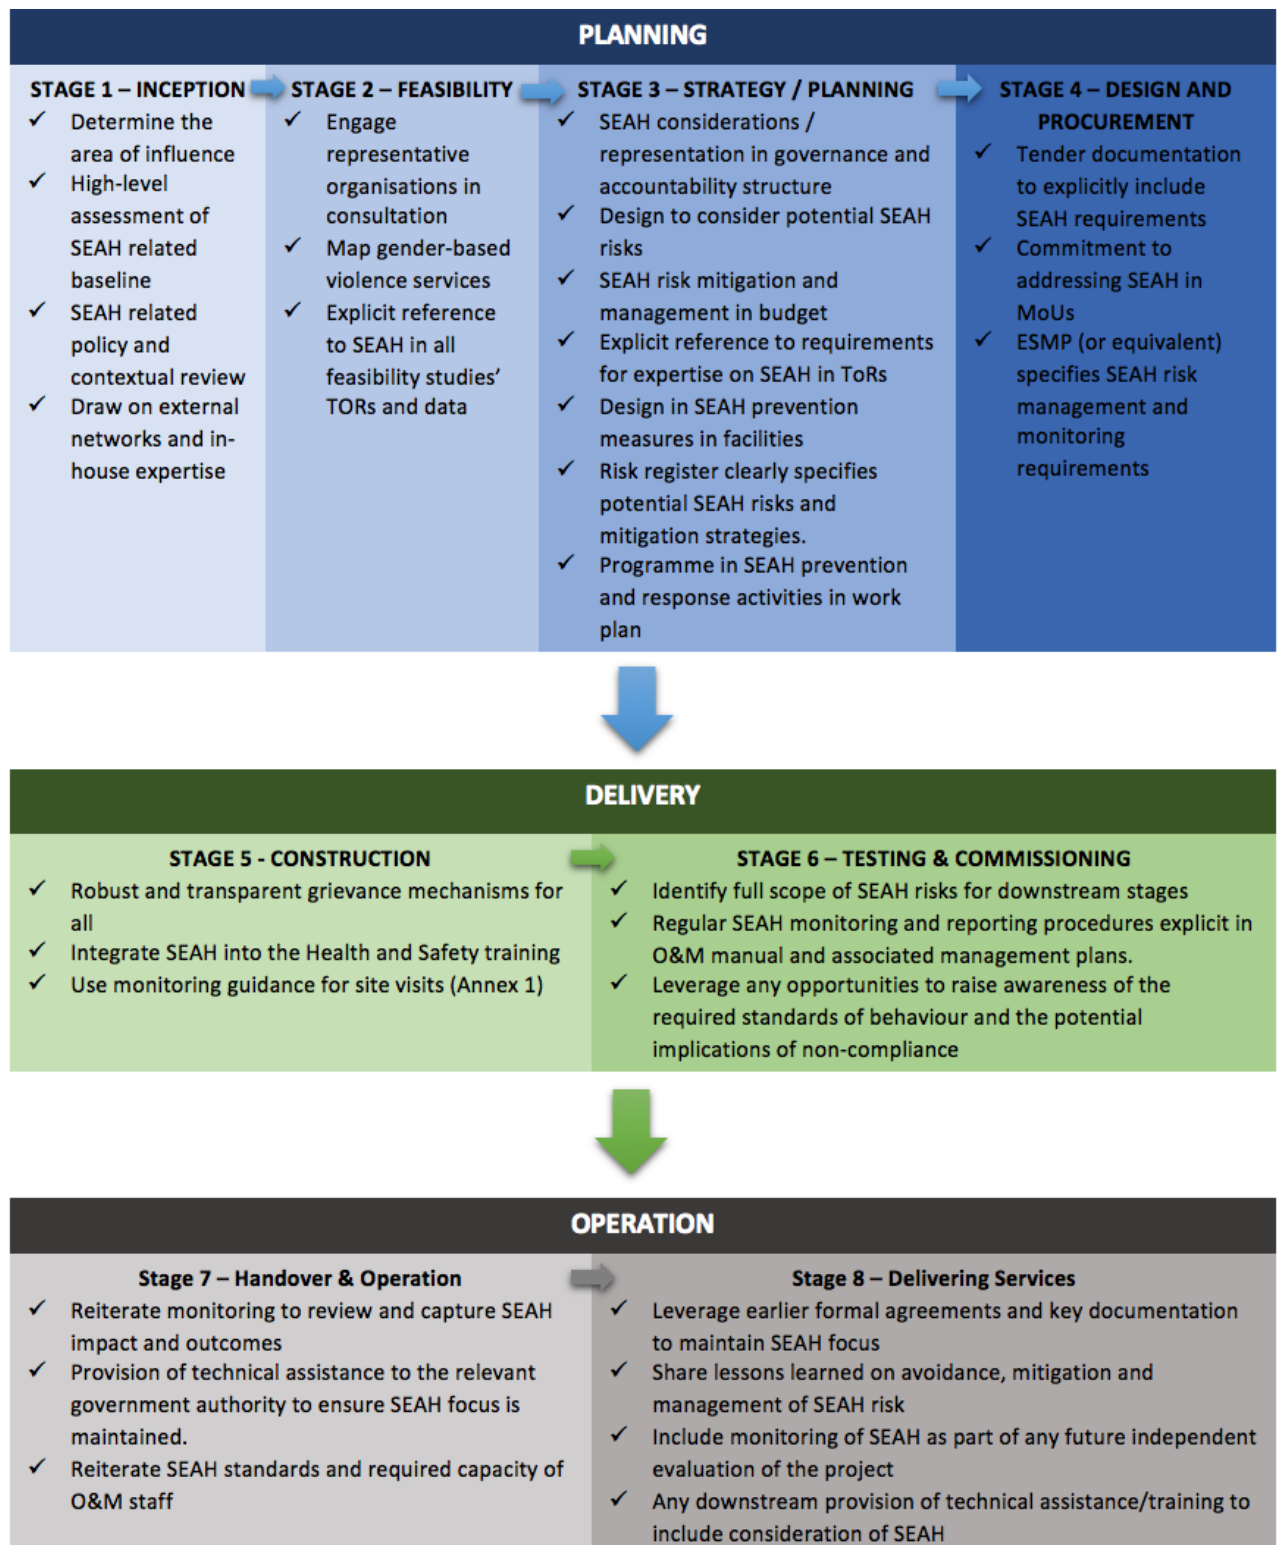 PLANNING
STAGE 1 – INCEPTION
✓ Determine the
area of influence
✓ High-level
assessment of
SEAH related
baseline
✓ SEAH related
policy and
contextual review
✓ Draw on external
networks and in-
house expertise
STAGE 2 – FEASIBILITY
✓ Engage
representative
organisations in
consultation
✓ Map gender-based
violence services
✓ Explicit reference
to SEAH in all
feasibility studies’
TORs and data
STAGE 3 – STRATEGY / PLANNING
✓ SEAH considerations /
representation in governance and
accountability structure
✓ Design to consider potential SEAH
risks
✓ SEAH risk mitigation and
management in budget
✓ Explicit reference to requirements
for expertise on SEAH in ToRs
✓ Design in SEAH prevention
measures in facilities
✓ Risk register clearly specifies
potential SEAH risks and
mitigation strategies.
✓ Programme in SEAH prevention
and response activities in work
plan
STAGE 4 – DESIGN AND
PROCUREMENT
✓ Tender documentation
to explicitly include
SEAH requirements
✓ Commitment to
addressing SEAH in
MoUs
✓ ESMP (or equivalent)
specifies SEAH risk
management and
monitoring
requirements
DELIVERY
STAGE 5 - CONSTRUCTION
✓ Robust and transparent grievance mechanisms for
all
✓ Integrate SEAH into the Health and Safety training
✓ Use monitoring guidance for site visits (Annex 1)
STAGE 6 – TESTING & COMMISSIONING
✓ Identify full scope of SEAH risks for downstream stages
✓ Regular SEAH monitoring and reporting procedures explicit in
O&M manual and associated management plans.
✓ Leverage any opportunities to raise awareness of the
required standards of behaviour and the potential
implications of non-compliance
OPERATION
Stage 7 – Handover & Operation
✓ Reiterate monitoring to review and capture SEAH
impact and outcomes
✓ Provision of technical assistance to the relevant
government authority to ensure SEAH focus is
maintained.
✓ Reiterate SEAH standards and required capacity of
O&M staff
Stage 8 – Delivering Services
✓ Leverage earlier formal agreements and key documentation
to maintain SEAH focus
✓ Share lessons learned on avoidance, mitigation and
management of SEAH risk
✓ Include monitoring of SEAH as part of any future independent
evaluation of the project
✓ Any downstream provision of technical assistance/training to
include consideration of SEAH